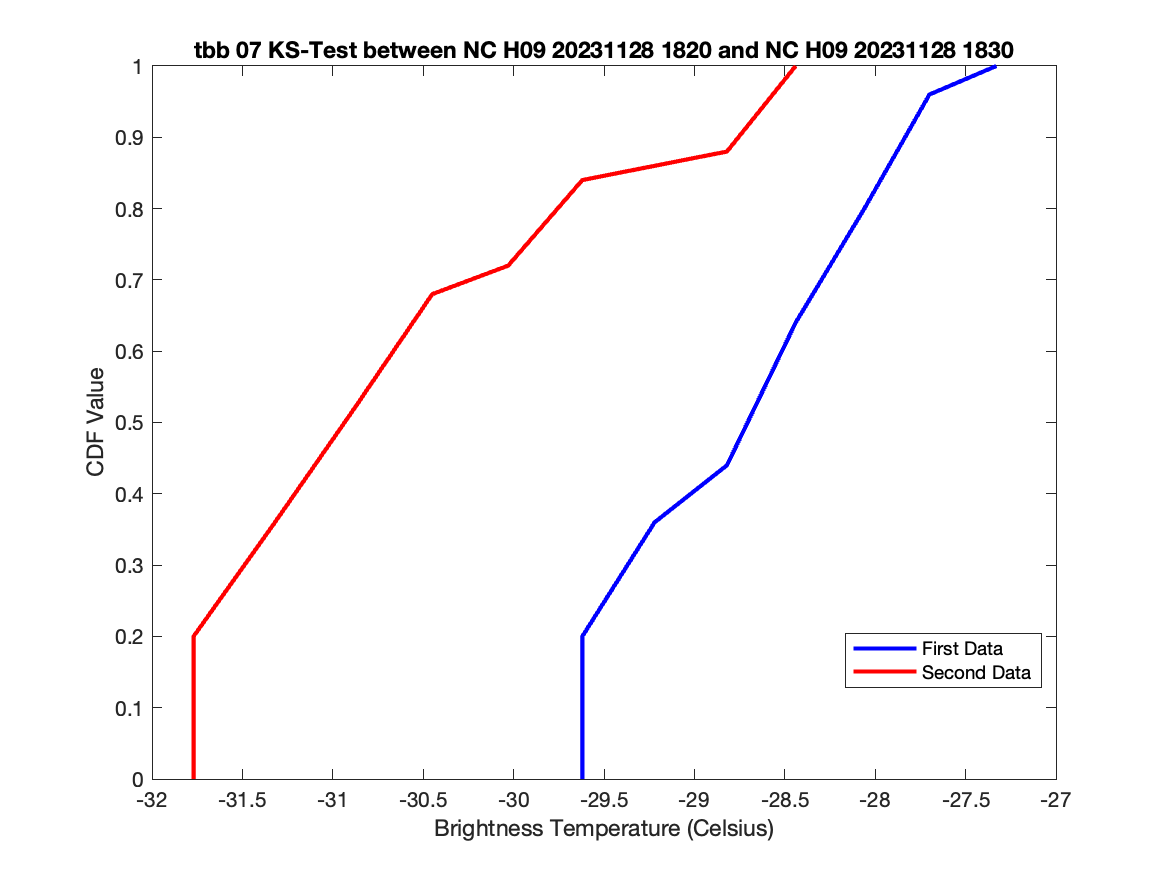 tbb 07 KS-Test between NC H09 20231128 1820 and NC H09 20231128 1830
1
0.9
0.8
0.7
0.6
0.5
0.4
0.3
0.2
0.1
0
CDF Value
First Data
Second Data
-32 -31.5 -31 -30.5 -30 -29.5 -29 -28.5 -28 -27.5 -27
Brightness Temperature (Celsius)